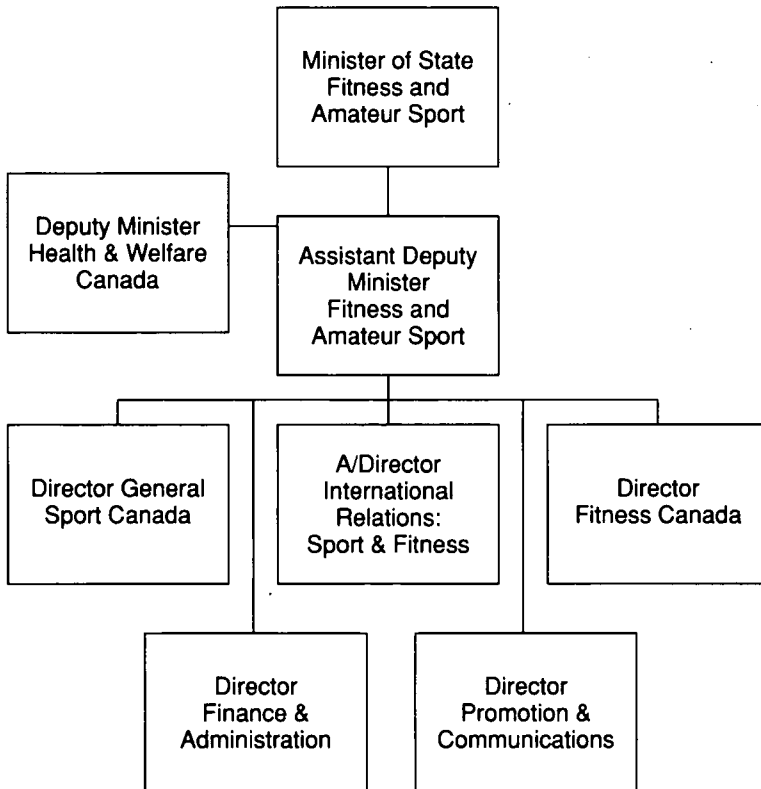 Minister of State
Fitness and
Amateur Sport
Deputy Minister
Health & Welfare
Canada
Assistant Deputy
Minister
Fitness and
Amateur Sport
Director General
Sport Canada
A/Director
International
Relations:
Sport & Fitness
Director
Fitness Canada
Director
Finance &
Administration
Director
Promotion &
Communications